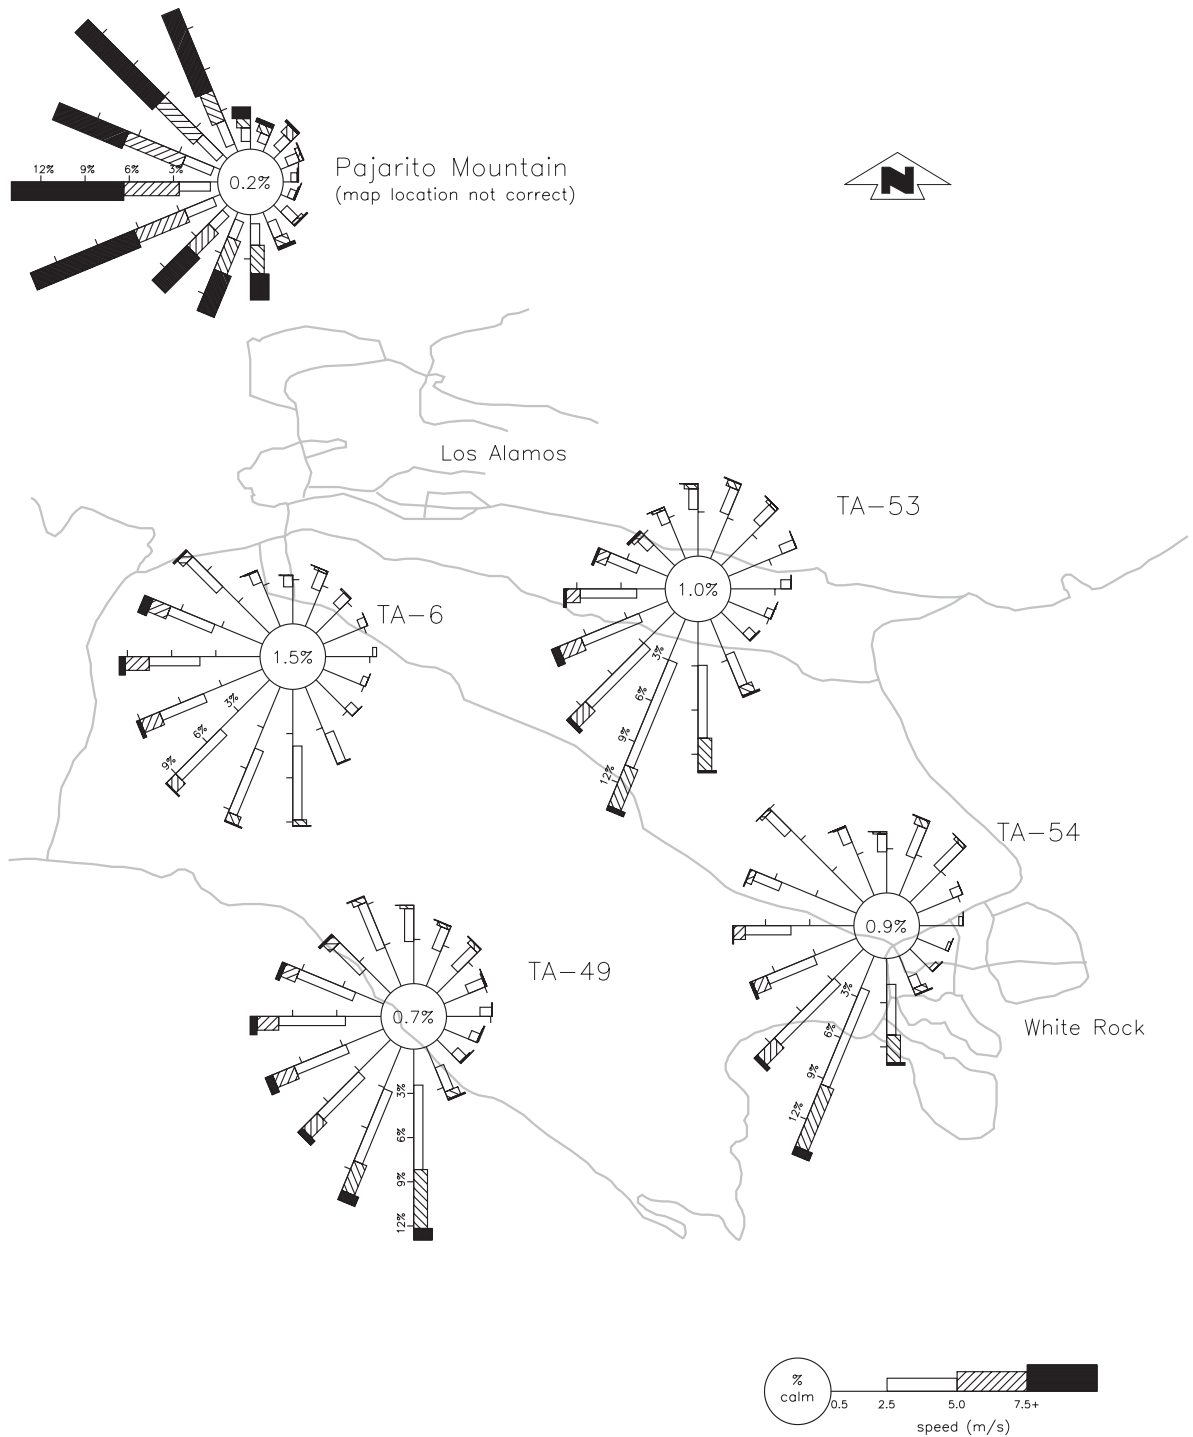 12% 9% 6% 3%
0.2%
Pajarito Mountain
(map location not correct)
N
Los Alamos
TA-53
1.0%
3%
6%
9%
12%
TA-6
1.5%
3%
6%
9%
TA-54
0.9%
3%
6%
9%
12%
TA-49
0.7%
3%
6%
9%
12%
White Rock
%
calm
0.5 2.5 5.0 7.5+
speed (m/s)